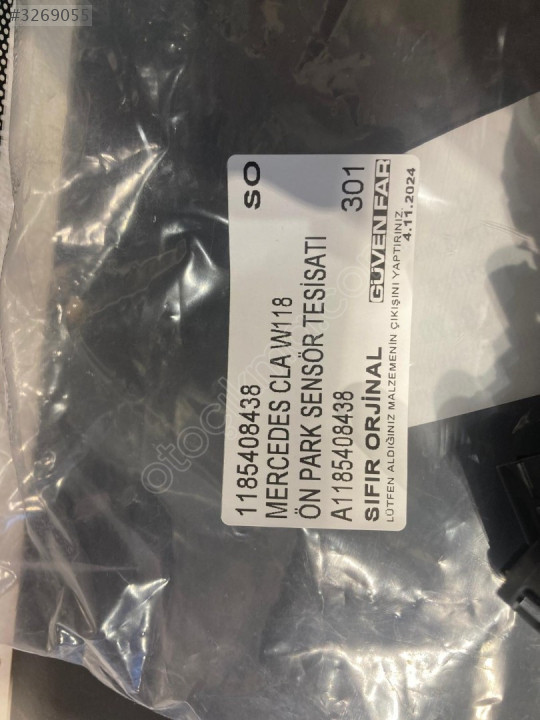 #3269055
1185408438 SO
MERCEDES CLA W118
ÖN PARK SENSÖR TESİSATI
A1185408438 301
SIFIR ORJİNAL GÜVEN FAR
LÜTFEN ALDIĞINIZ MALZEMENİN ÇIKIŞINI YAPTIRINIZ. 4.11.2024